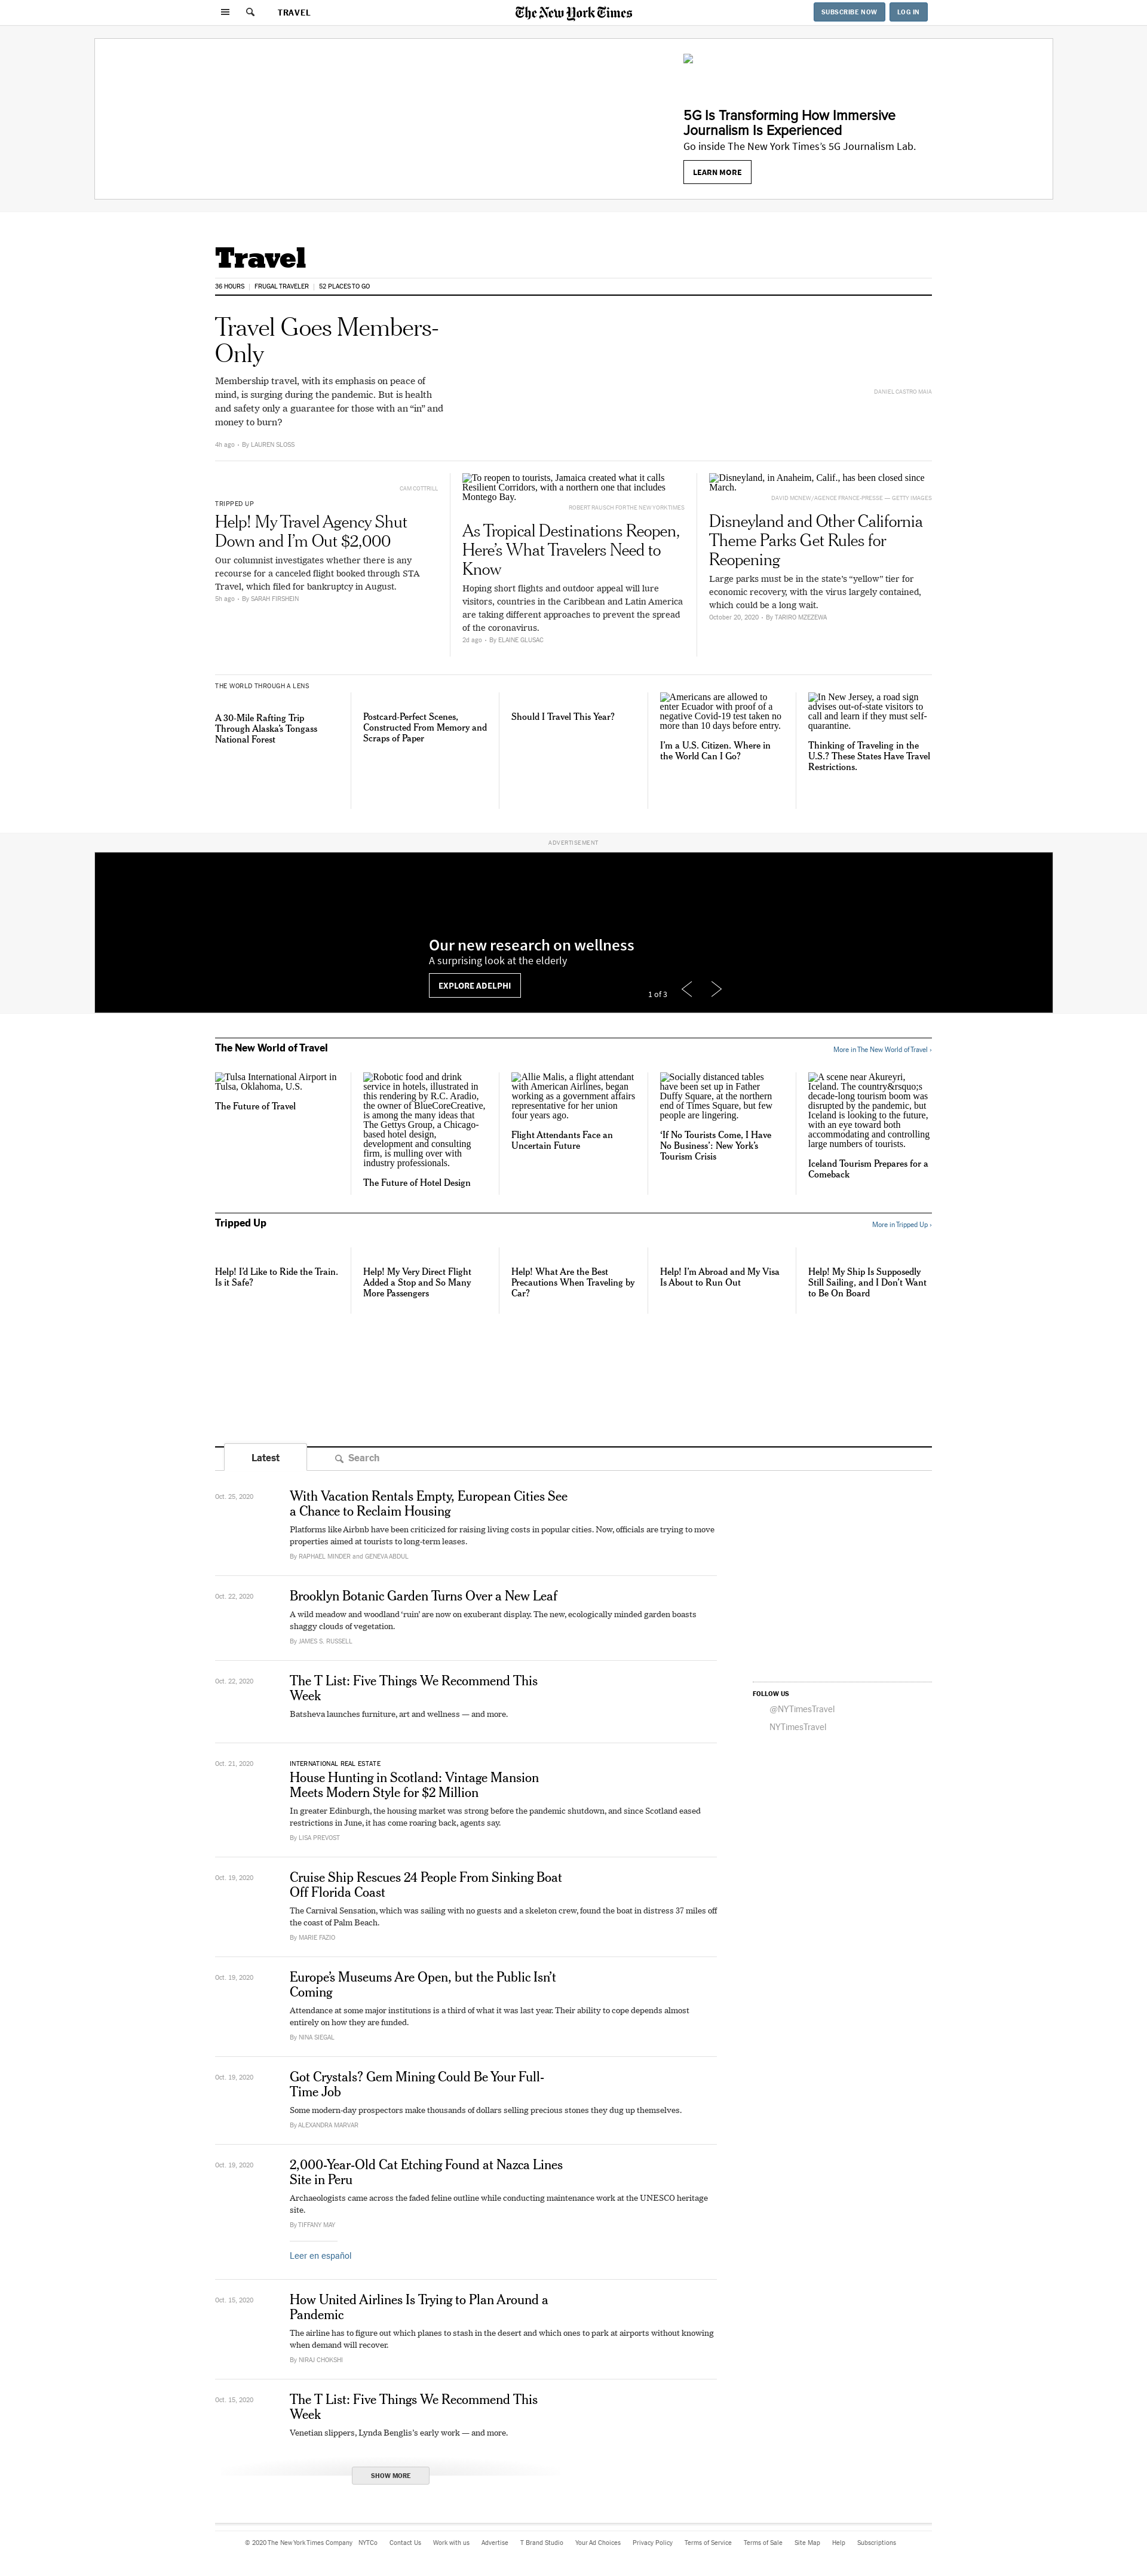 TRAVEL
The New York Times
SUBSCRIBE NOW
LOG IN
5G Is Transforming How Immersive
Journalism Is Experienced
Go inside The New York Times's 5G Journalism Lab.
LEARN MORE
Travel
36 HOURS
FRUGAL TRAVELER
52 PLACES TO GO
Travel Goes Members-
Only
Membership travel, with its emphasis on peace of
mind, is surging during the pandemic. But is health
and safety only a guarantee for those with an “in” and
money to burn?
4h ago · By LAUREN SLOSS
DANIEL CASTRO MAIA
CAM COTTRILL
TRIPPED UP
Help! My Travel Agency Shut
Down and I’m Out $2,000
Our columnist investigates whether there is any
recourse for a canceled flight booked through STA
Travel, which filed for bankruptcy in August.
5h ago · By SARAH FIRSHEIN
To reopen to tourists, Jamaica created what it calls
Resilient Corridors, with a northern one that includes
Montego Bay.
ROBERT RAUSCH FOR THE NEW YORK TIMES
As Tropical Destinations Reopen,
Here’s What Travelers Need to
Know
Hoping short flights and outdoor appeal will lure
visitors, countries in the Caribbean and Latin America
are taking different approaches to prevent the spread
of the coronavirus.
2d ago · By ELAINE GLUSAC
Disneyland, in Anaheim, Calif., has been closed since
March.
DAVID MCNEW/AGENCE FRANCE-PRESSE — GETTY IMAGES
Disneyland and Other California
Theme Parks Get Rules for
Reopening
Large parks must be in the state’s “yellow” tier for
economic recovery, with the virus largely contained,
which could be a long wait.
October 20, 2020 · By TARIRO MZEZEWA
THE WORLD THROUGH A LENS
A 30-Mile Rafting Trip
Through Alaska’s Tongass
National Forest
Postcard-Perfect Scenes,
Constructed From Memory and
Scraps of Paper
Should I Travel This Year?
Americans are allowed to
enter Ecuador with proof of a
negative Covid-19 test taken no
more than 10 days before entry.
I’m a U.S. Citizen. Where in
the World Can I Go?
In New Jersey, a road sign
advises out-of-state visitors to
call and learn if they must self-
quarantine.
Thinking of Traveling in the
U.S.? These States Have Travel
Restrictions.
ADVERTISEMENT
Our new research on wellness
A surprising look at the elderly
EXPLORE ADELPHI
1 of 3
The New World of Travel
More in The New World of Travel ›
Tulsa International Airport in
Tulsa, Oklahoma, U.S.
The Future of Travel
Robotic food and drink
service in hotels, illustrated in
this rendering by R.C. Aradio,
the owner of BlueCoreCreative,
is among the many ideas that
The Gettys Group, a Chicago-
based hotel design,
development and consulting
firm, is mulling over with
industry professionals.
The Future of Hotel Design
Allie Malis, a flight attendant
with American Airlines, began
working as a government affairs
representative for her union
four years ago.
Flight Attendants Face an
Uncertain Future
Socially distanced tables
have been set up in Father
Duffy Square, at the northern
end of Times Square, but few
people are lingering.
‘If No Tourists Come, I Have
No Business’: New York’s
Tourism Crisis
A scene near Akureyri,
Iceland. The country&rsquo;s
decade-long tourism boom was
disrupted by the pandemic, but
Iceland is looking to the future,
with an eye toward both
accommodating and controlling
large numbers of tourists.
Iceland Tourism Prepares for a
Comeback
Tripped Up
More in Tripped Up ›
Help! I’d Like to Ride the Train.
Is it Safe?
Help! My Very Direct Flight
Added a Stop and So Many
More Passengers
Help! What Are the Best
Precautions When Traveling by
Car?
Help! I’m Abroad and My Visa
Is About to Run Out
Help! My Ship Is Supposedly
Still Sailing, and I Don’t Want
to Be On Board
Latest
Search
Oct. 25, 2020
With Vacation Rentals Empty, European Cities See
a Chance to Reclaim Housing
Platforms like Airbnb have been criticized for raising living costs in popular cities. Now, officials are trying to move
properties aimed at tourists to long-term leases.
By RAPHAEL MINDER and GENEVA ABDUL
Oct. 22, 2020
Brooklyn Botanic Garden Turns Over a New Leaf
A wild meadow and woodland ‘ruin’ are now on exuberant display. The new, ecologically minded garden boasts
shaggy clouds of vegetation.
By JAMES S. RUSSELL
Oct. 22, 2020
The T List: Five Things We Recommend This
Week
Batsheva launches furniture, art and wellness — and more.
FOLLOW US
@NYTimesTravel
NYTimesTravel
Oct. 21, 2020
INTERNATIONAL REAL ESTATE
House Hunting in Scotland: Vintage Mansion
Meets Modern Style for $2 Million
In greater Edinburgh, the housing market was strong before the pandemic shutdown, and since Scotland eased
restrictions in June, it has come roaring back, agents say.
By LISA PREVOST
Oct. 19, 2020
Cruise Ship Rescues 24 People From Sinking Boat
Off Florida Coast
The Carnival Sensation, which was sailing with no guests and a skeleton crew, found the boat in distress 37 miles off
the coast of Palm Beach.
By MARIE FAZIO
Oct. 19, 2020
Europe’s Museums Are Open, but the Public Isn’t
Coming
Attendance at some major institutions is a third of what it was last year. Their ability to cope depends almost
entirely on how they are funded.
By NINA SIEGAL
Oct. 19, 2020
Got Crystals? Gem Mining Could Be Your Full-
Time Job
Some modern-day prospectors make thousands of dollars selling precious stones they dug up themselves.
By ALEXANDRA MARVAR
Oct. 19, 2020
2,000-Year-Old Cat Etching Found at Nazca Lines
Site in Peru
Archaeologists came across the faded feline outline while conducting maintenance work at the UNESCO heritage
site.
By TIFFANY MAY
Leer en español
Oct. 15, 2020
How United Airlines Is Trying to Plan Around a
Pandemic
The airline has to figure out which planes to stash in the desert and which ones to park at airports without knowing
when demand will recover.
By NIRAJ CHOKSHI
Oct. 15, 2020
The T List: Five Things We Recommend This
Week
Venetian slippers, Lynda Benglis’s early work — and more.
SHOW MORE
© 2020 The New York Times Company NYTCo Contact Us Work with us Advertise T Brand Studio Your Ad Choices Privacy Policy Terms of Service Terms of Sale Site Map Help Subscriptions